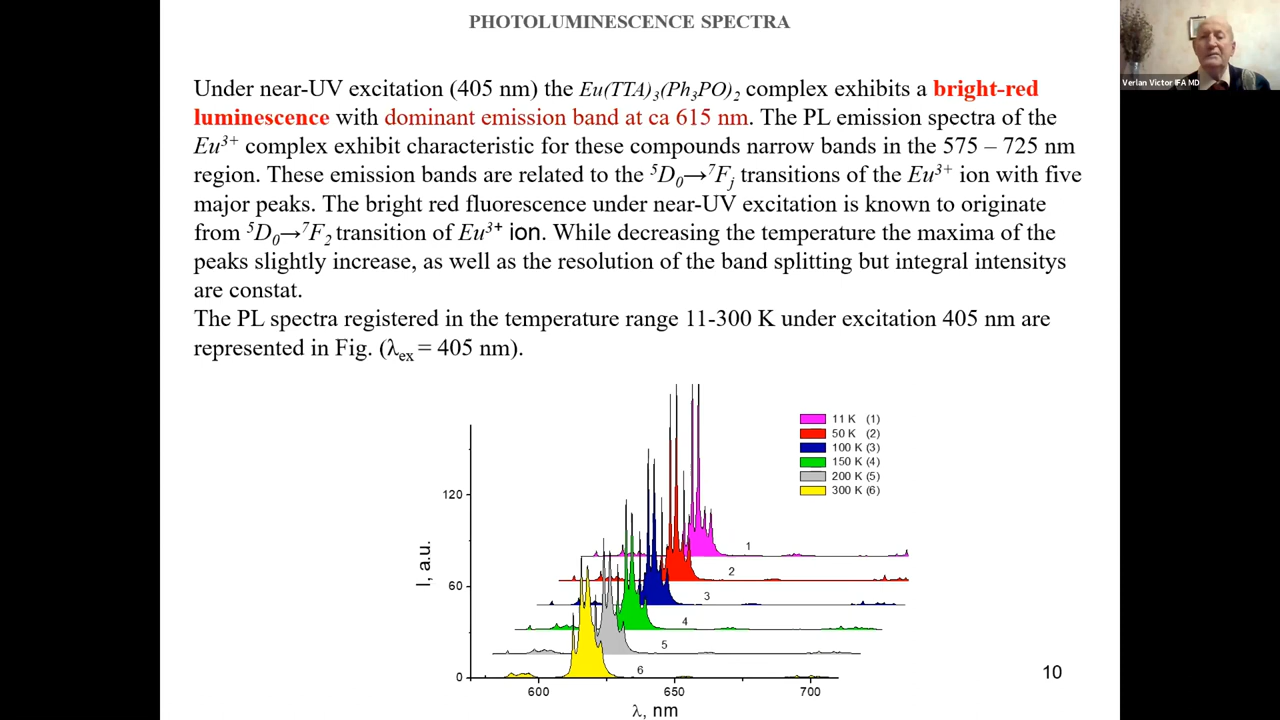 PHOTOLUMINESCENCE SPECTRA
Verlan Victor IFA MD
Under near-UV excitation (405 nm) the Eu(TTA)₃(Ph₃PO)₂ complex exhibits a bright-red
luminescence with dominant emission band at ca 615 nm. The PL emission spectra of the
Eu³⁺ complex exhibit characteristic for these compounds narrow bands in the 575 – 725 nm
region. These emission bands are related to the ⁵D₀→⁷Fⱼ transitions of the Eu³⁺ ion with five
major peaks. The bright red fluorescence under near-UV excitation is known to originate
from ⁵D₀→⁷F₂ transition of Eu³⁺ ion. While decreasing the temperature the maxima of the
peaks slightly increase, as well as the resolution of the band splitting but integral intensitys
are constat.
The PL spectra registered in the temperature range 11-300 K under excitation 405 nm are
represented in Fig. (λex = 405 nm).
11 K (1)
50 K (2)
100 K (3)
150 K (4)
200 K (5)
300 K (6)
120
60
0
I, a.u.
1
2
3
4
5
6
600 650 700
λ, nm
10